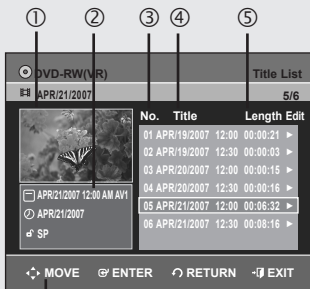 ① ② ③ ④ ⑤
DVD-RW(VR) Title List
APR/21/2007 5/6
No. Title Length Edit
01 APR/19/2007 12:00 00:00:21 ►
02 APR/19/2007 12:30 00:00:03 ►
03 APR/20/2007 12:00 00:00:15 ►
04 APR/20/2007 12:30 00:00:16 ►
05 APR/21/2007 12:00 00:06:32 ►
06 APR/21/2007 12:30 00:08:16 ►
APR/21/2007 12:00 AM AV1
APR/21/2007
SP
MOVE ENTER RETURN EXIT